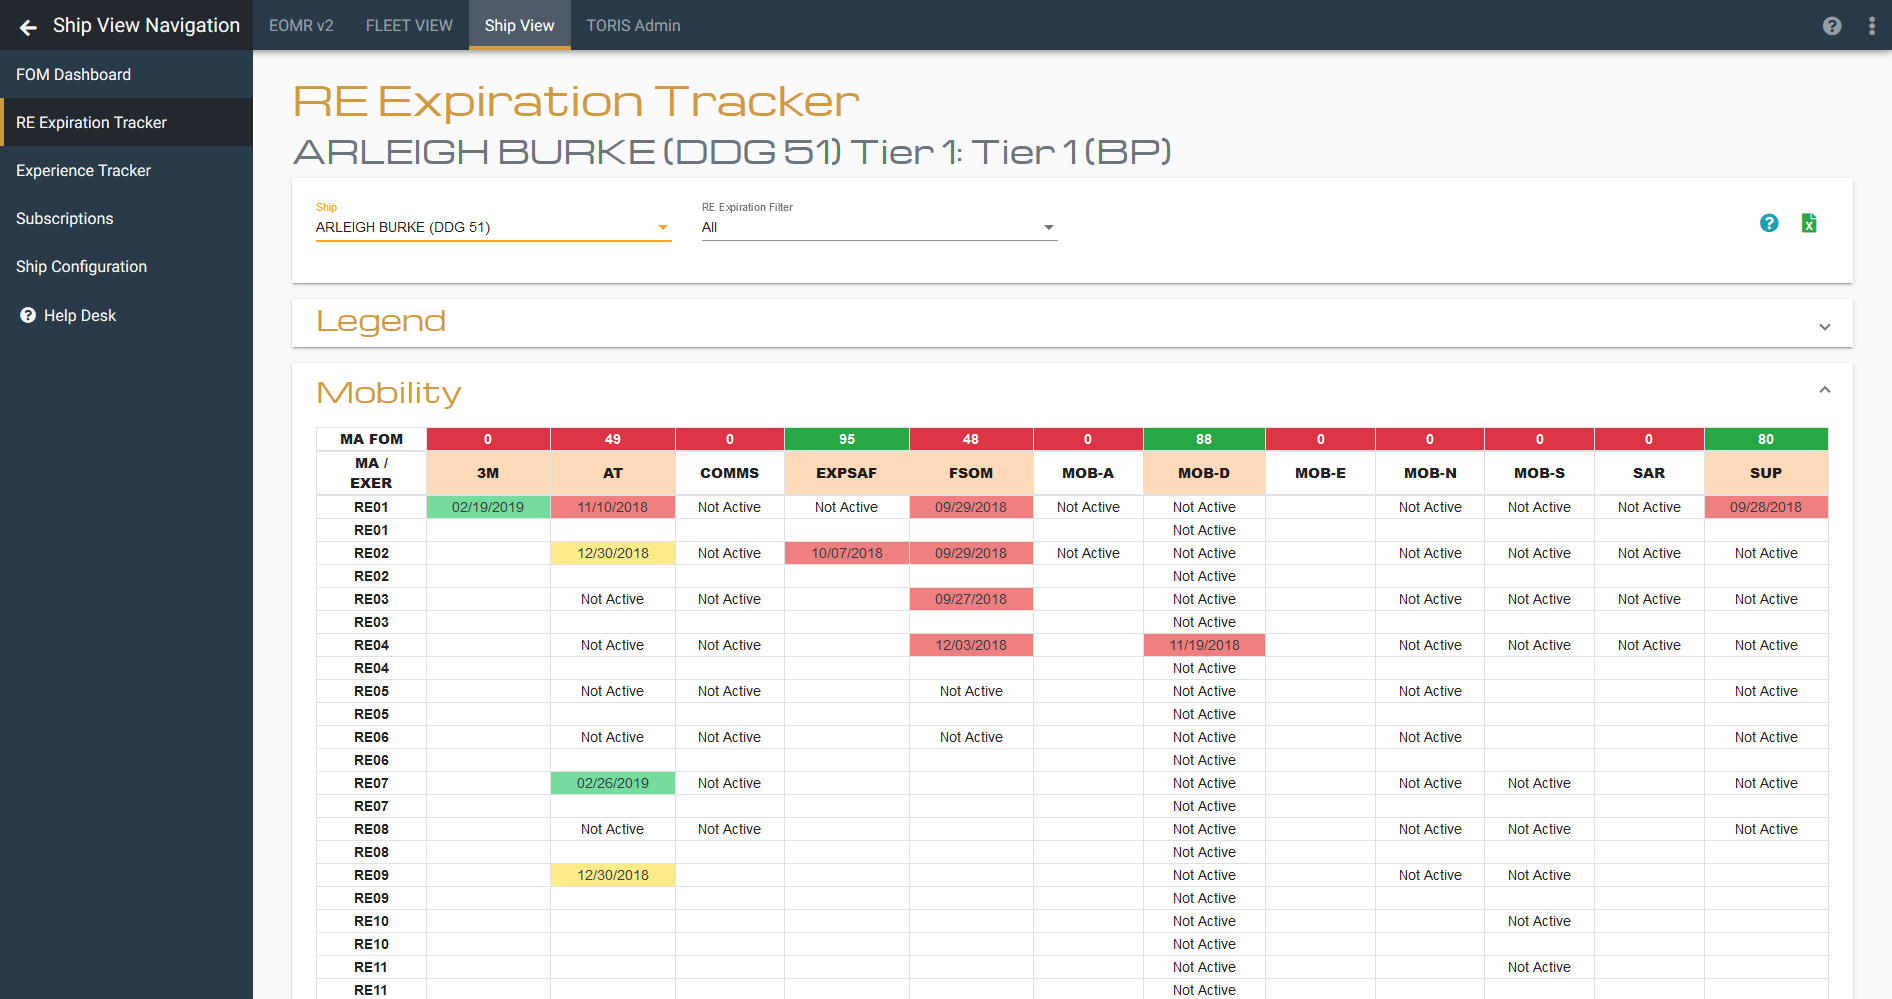 Ship View Navigation EOMR v2 FLEET VIEW Ship View TORIS Admin
FOM Dashboard
RE Expiration Tracker
Experience Tracker
Subscriptions
Ship Configuration
Help Desk
RE Expiration Tracker
ARLEIGH BURKE (DDG 51) Tier 1: Tier 1 (BP)
Ship RE Expiration Filter
ARLEIGH BURKE (DDG 51) All
Legend
Mobility
MA FOM 0 49 0 95 48 0 88 0 0 0 0 80
MA / EXER 3M AT COMMS EXPSAF FSOM MOB-A MOB-D MOB-E MOB-N MOB-S SAR SUP
RE01 02/19/2019 11/10/2018 Not Active Not Active 09/29/2018 Not Active Not Active Not Active Not Active Not Active 09/28/2018
RE01 Not Active
RE02 12/30/2018 Not Active 10/07/2018 09/29/2018 Not Active Not Active Not Active Not Active Not Active Not Active
RE02 Not Active
RE03 Not Active Not Active 09/27/2018 Not Active Not Active Not Active Not Active Not Active
RE03 Not Active
RE04 Not Active Not Active 12/03/2018 11/19/2018 Not Active Not Active Not Active Not Active
RE04 Not Active
RE05 Not Active Not Active Not Active Not Active Not Active Not Active
RE05 Not Active
RE06 Not Active Not Active Not Active Not Active Not Active Not Active
RE06 Not Active
RE07 02/26/2019 Not Active Not Active Not Active Not Active Not Active
RE07 Not Active
RE08 Not Active Not Active Not Active Not Active Not Active Not Active
RE08 Not Active
RE09 12/30/2018 Not Active Not Active Not Active
RE09 Not Active
RE10 Not Active Not Active
RE10 Not Active
RE11 Not Active Not Active
RE11 Not Active